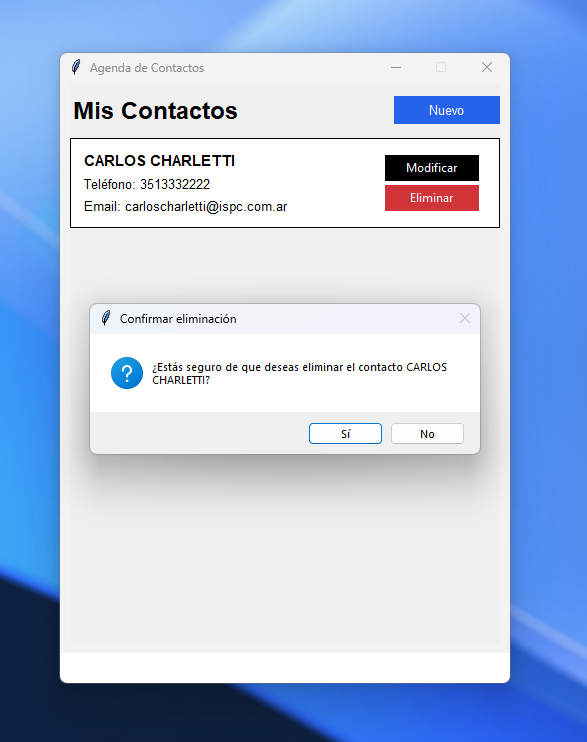 Agenda de Contactos
Mis Contactos
Nuevo
CARLOS CHARLETTI
Teléfono: 3513332222
Email: carloscharletti@ispc.com.ar
Modificar
Eliminar
Confirmar eliminación
¿Estás seguro de que deseas eliminar el contacto CARLOS
CHARLETTI?
Sí
No